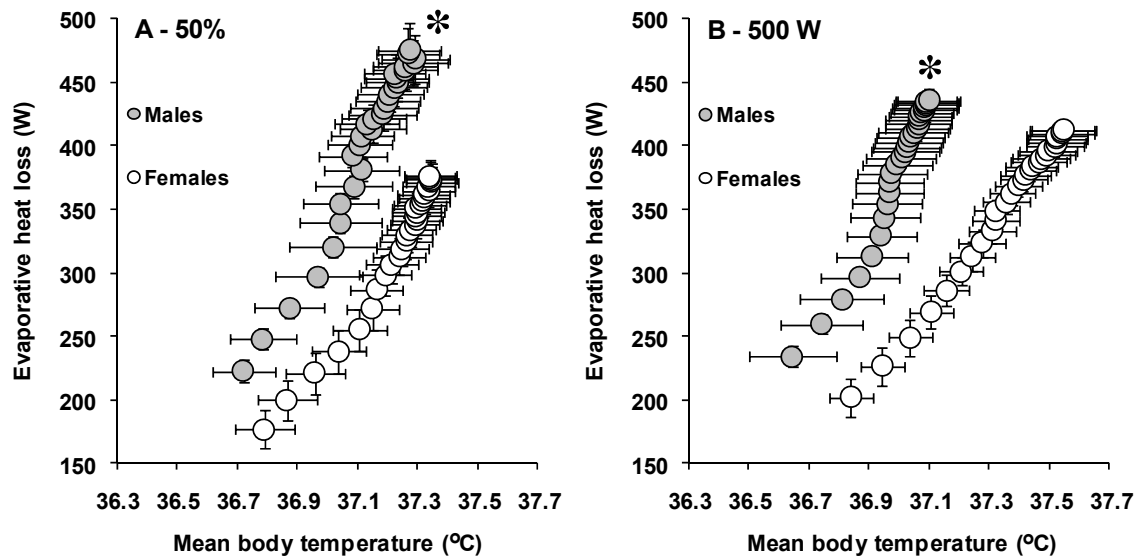 A - 50%
*
Males
Females
500
450
400
350
300
250
200
150
Evaporative heat loss (W)
36.3 36.5 36.7 36.9 37.1 37.3 37.5 37.7
Mean body temperature (°C)
B - 500 W
*
Males
Females
500
450
400
350
300
250
200
150
Evaporative heat loss (W)
36.3 36.5 36.7 36.9 37.1 37.3 37.5 37.7
Mean body temperature (°C)